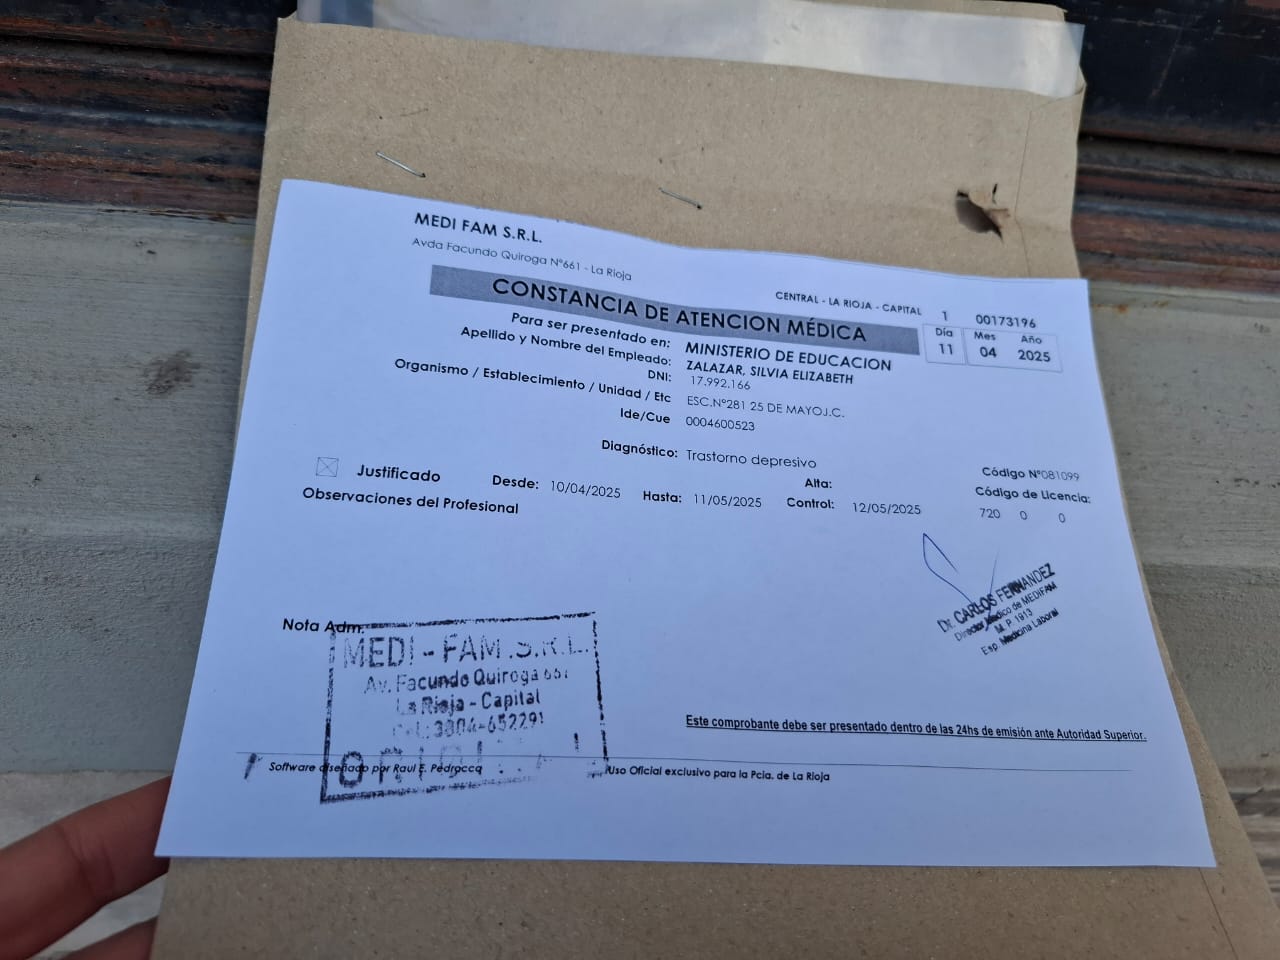 MEDI FAM S.R.L.
Avda Facundo Quiroga Nº661 - La Rioja
CENTRAL - LA RIOJA - CAPITAL 1 00173196
CONSTANCIA DE ATENCION MÉDICA
Día Mes Año
11 04 2025
Para ser presentado en: MINISTERIO DE EDUCACION
Apellido y Nombre del Empleado: ZALAZAR, SILVIA ELIZABETH
DNI: 17.992.166
Organismo / Establecimiento / Unidad / Etc ESC.Nº281 25 DE MAYOJ.C.
Ide/Cue 0004600523
Diagnóstico: Trastorno depresivo
Código Nº081099
Justificado Desde: 10/04/2025 Hasta: 11/05/2025 Alta: Control: 12/05/2025
Código de Licencia:
720 0 0
Observaciones del Profesional
Dr. CARLOS FERNANDEZ
Director Médico de MEDIFAM
M. P. 1913
Esp. Medicina Laboral
Nota Adm.
MEDI - FAM .S.R.L.
Av. Facundo Quiroga 661
La Rioja - Capital
3804-652291
Este comprobante debe ser presentado dentro de las 24hs de emisión ante Autoridad Superior.
Software diseñado por Raul E. Pedrocca
Uso Oficial exclusivo para la Pcia. de La Rioja